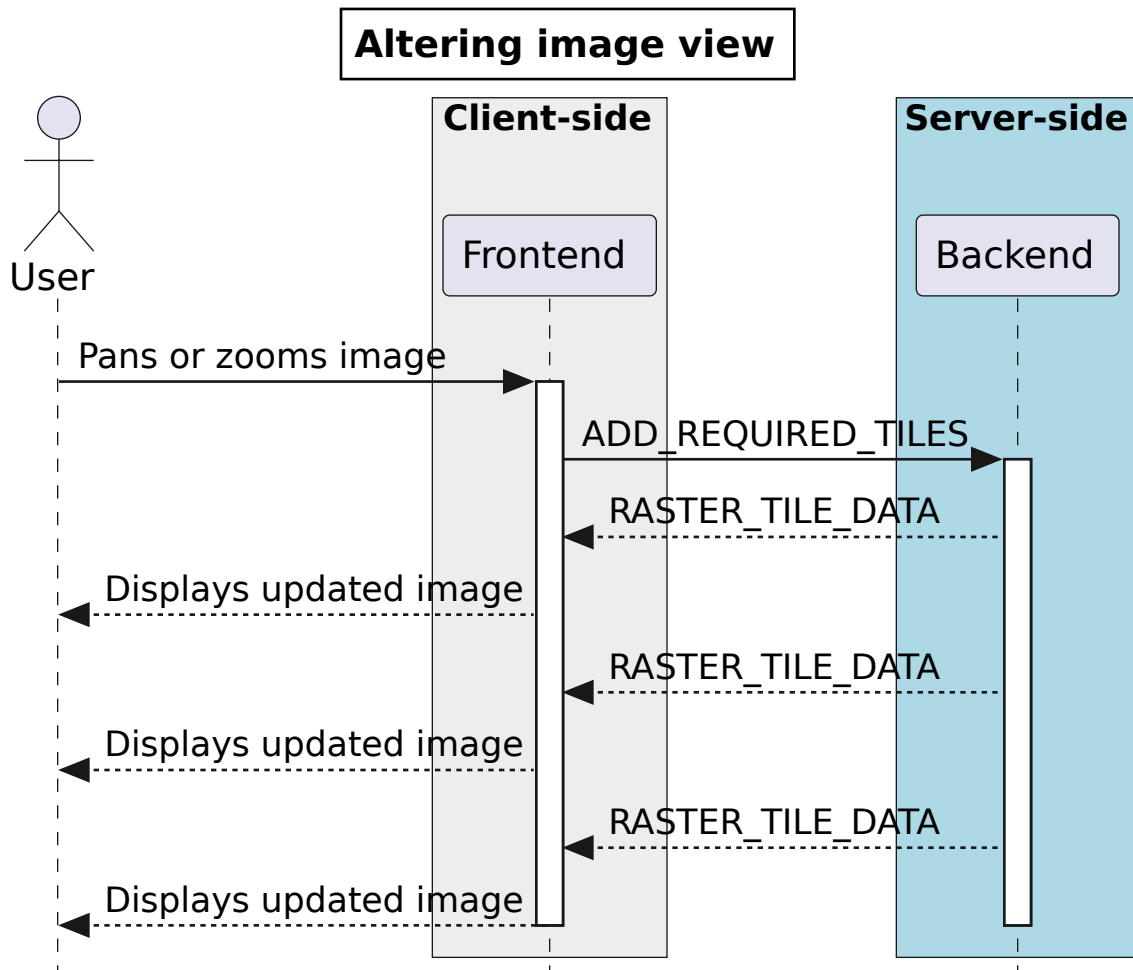 Altering image view
Client-side
Server-side
User
Frontend
Backend
Pans or zooms image
ADD_REQUIRED_TILES
RASTER_TILE_DATA
Displays updated image
RASTER_TILE_DATA
Displays updated image
RASTER_TILE_DATA
Displays updated image